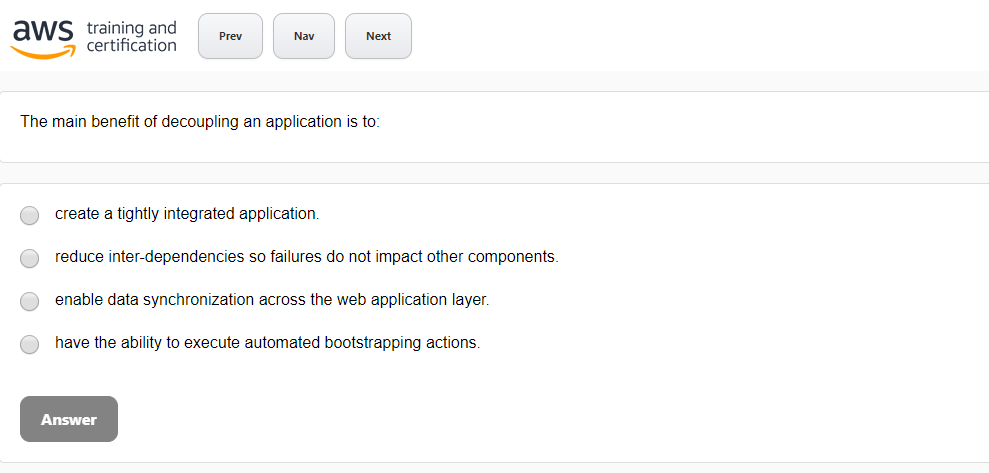 aws training and
certification
Prev Nav Next
The main benefit of decoupling an application is to:
create a tightly integrated application.
reduce inter-dependencies so failures do not impact other components.
enable data synchronization across the web application layer.
have the ability to execute automated bootstrapping actions.
Answer